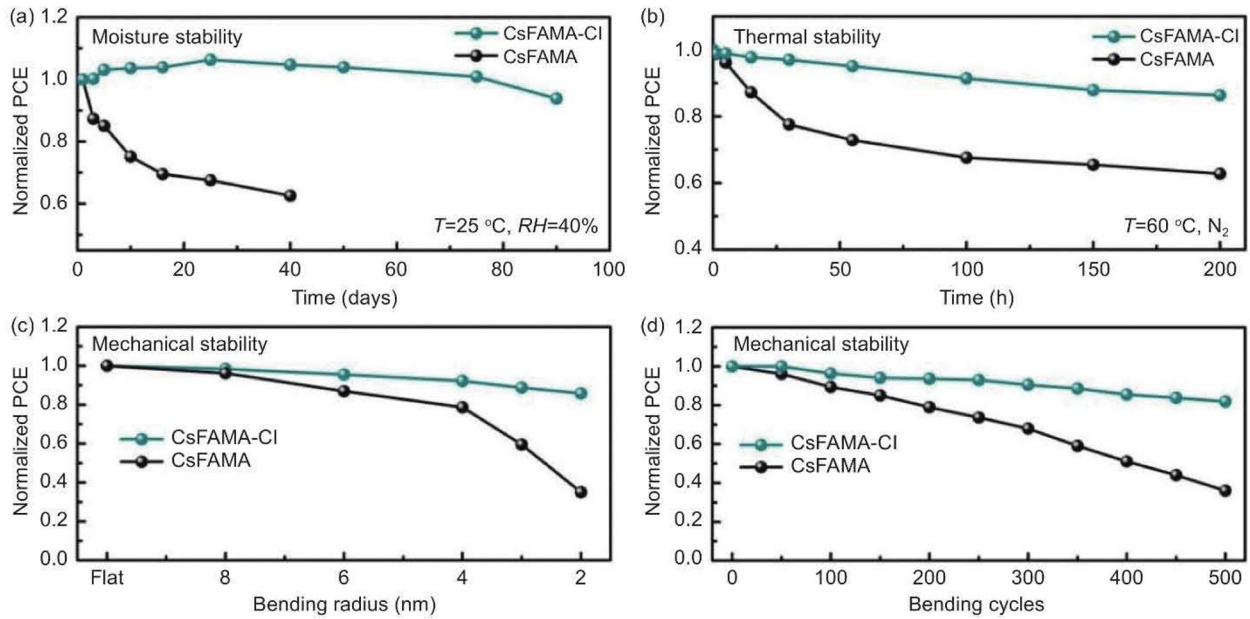 (a)
1.2
1.0
0.8
0.6
Normalized PCE
Moisture stability
CsFAMA-CI
CsFAMA
T=25 °C, RH=40%
0 20 40 60 80 100
Time (days)
(b)
1.0
0.8
0.6
0.4
Normalized PCE
Thermal stability
CsFAMA-CI
CsFAMA
T=60 °C, N₂
0 50 100 150 200
Time (h)
(c)
1.2
1.0
0.8
0.6
0.4
0.2
0.0
Normalized PCE
Mechanical stability
CsFAMA-CI
CsFAMA
Flat 8 6 4 2
Bending radius (nm)
(d)
1.2
1.0
0.8
0.6
0.4
0.2
0.0
Normalized PCE
Mechanical stability
CsFAMA-CI
CsFAMA
0 100 200 300 400 500
Bending cycles